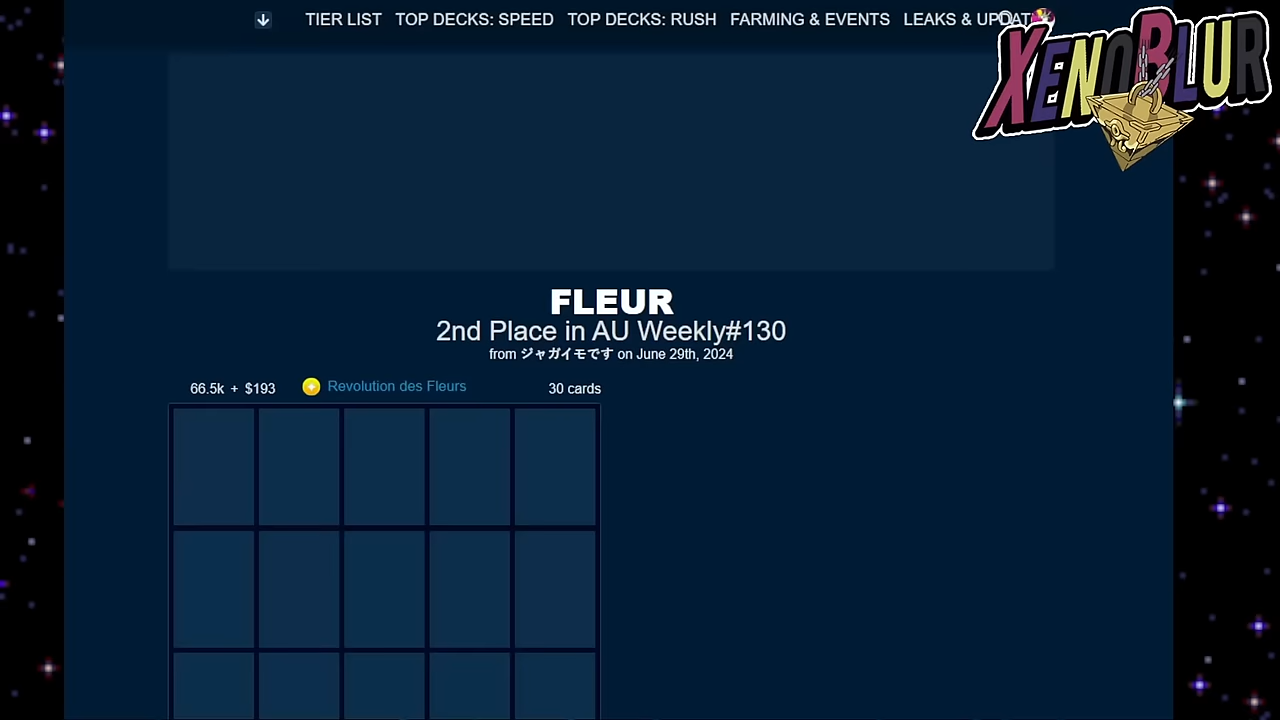 TIER LIST TOP DECKS: SPEED TOP DECKS: RUSH FARMING & EVENTS LEAKS & UPDAT
XENOBLUR
FLEUR
2nd Place in AU Weekly#130
from ジャガイモです on June 29th, 2024
66.5k + $193 Revolution des Fleurs 30 cards